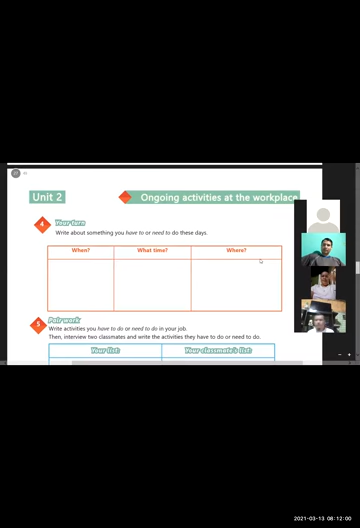 Unit 2
Ongoing activities at the workplace
4 Your turn
Write about something you have to or need to do these days.
When? What time? Where?
5 Pair work
Write activities you have to do or need to do in your job.
Then, interview two classmates and write the activities they have to do or need to do.
Your list: Your classmate's list:
2021-03-13 08:12:00